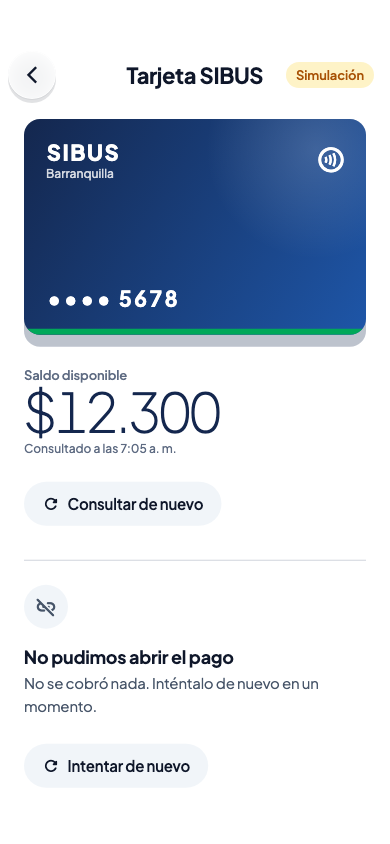 Tarjeta SIBUS
Simulación
SIBUS
Barranquilla
•••• 5678
Saldo disponible
$12.300
Consultado a las 7:05 a. m.
Consultar de nuevo
No pudimos abrir el pago
No se cobró nada. Inténtalo de nuevo en un
momento.
Intentar de nuevo